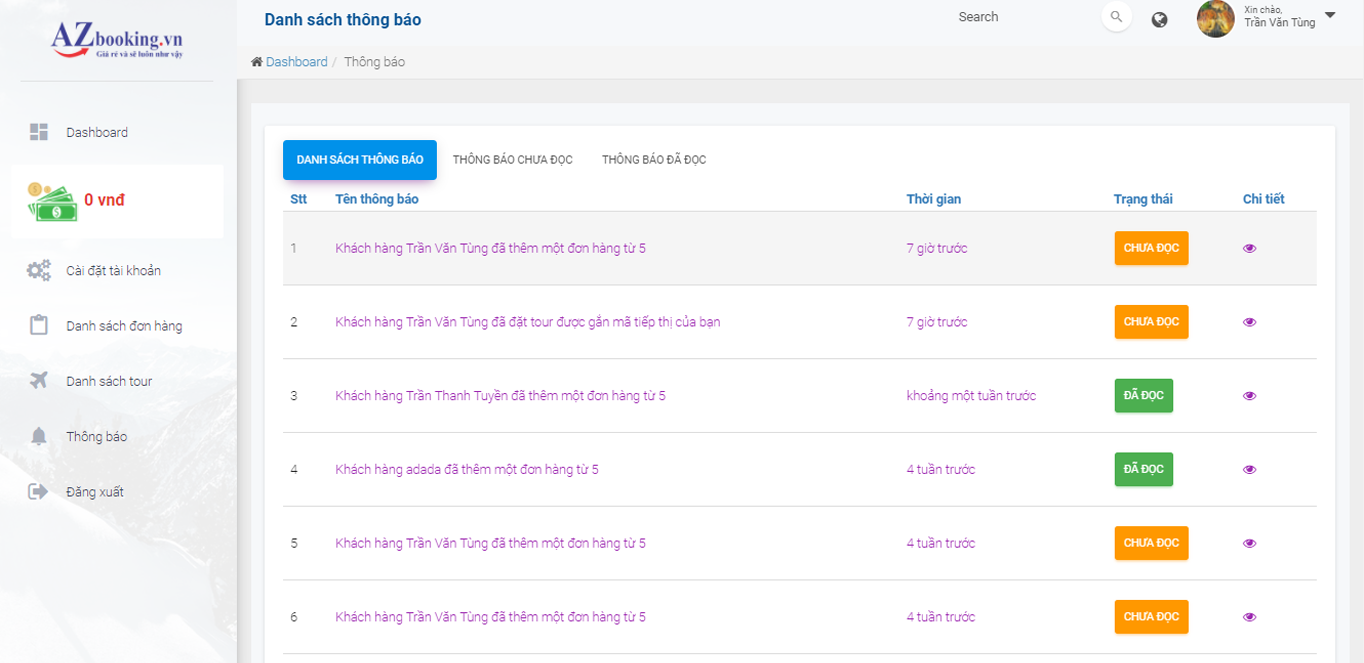 AZbooking.vn
Giá rẻ và sẽ luôn như vậy
Danh sách thông báo
Search
Xin chào,
Trần Văn Tùng
Dashboard / Thông báo
Dashboard
0 vnđ
Cài đặt tài khoản
Danh sách đơn hàng
Danh sách tour
Thông báo
Đăng xuất
DANH SÁCH THÔNG BÁO THÔNG BÁO CHƯA ĐỌC THÔNG BÁO ĐÃ ĐỌC
Stt Tên thông báo Thời gian Trạng thái Chi tiết
1 Khách hàng Trần Văn Tùng đã thêm một đơn hàng từ 5 7 giờ trước CHƯA ĐỌC
2 Khách hàng Trần Văn Tùng đã đặt tour được gắn mã tiếp thị của bạn 7 giờ trước CHƯA ĐỌC
3 Khách hàng Trần Thanh Tuyền đã thêm một đơn hàng từ 5 khoảng một tuần trước ĐÃ ĐỌC
4 Khách hàng adada đã thêm một đơn hàng từ 5 4 tuần trước ĐÃ ĐỌC
5 Khách hàng Trần Văn Tùng đã thêm một đơn hàng từ 5 4 tuần trước CHƯA ĐỌC
6 Khách hàng Trần Văn Tùng đã thêm một đơn hàng từ 5 4 tuần trước CHƯA ĐỌC